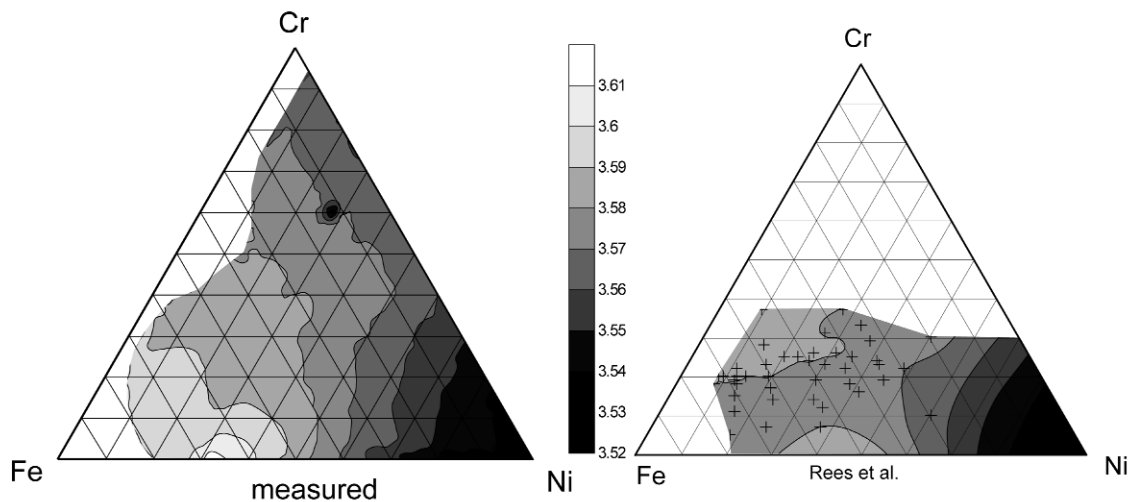 Cr
Fe
Ni
measured
3.61
3.6
3.59
3.58
3.57
3.56
3.55
3.54
3.53
3.52
Cr
Fe
Ni
Rees et al.